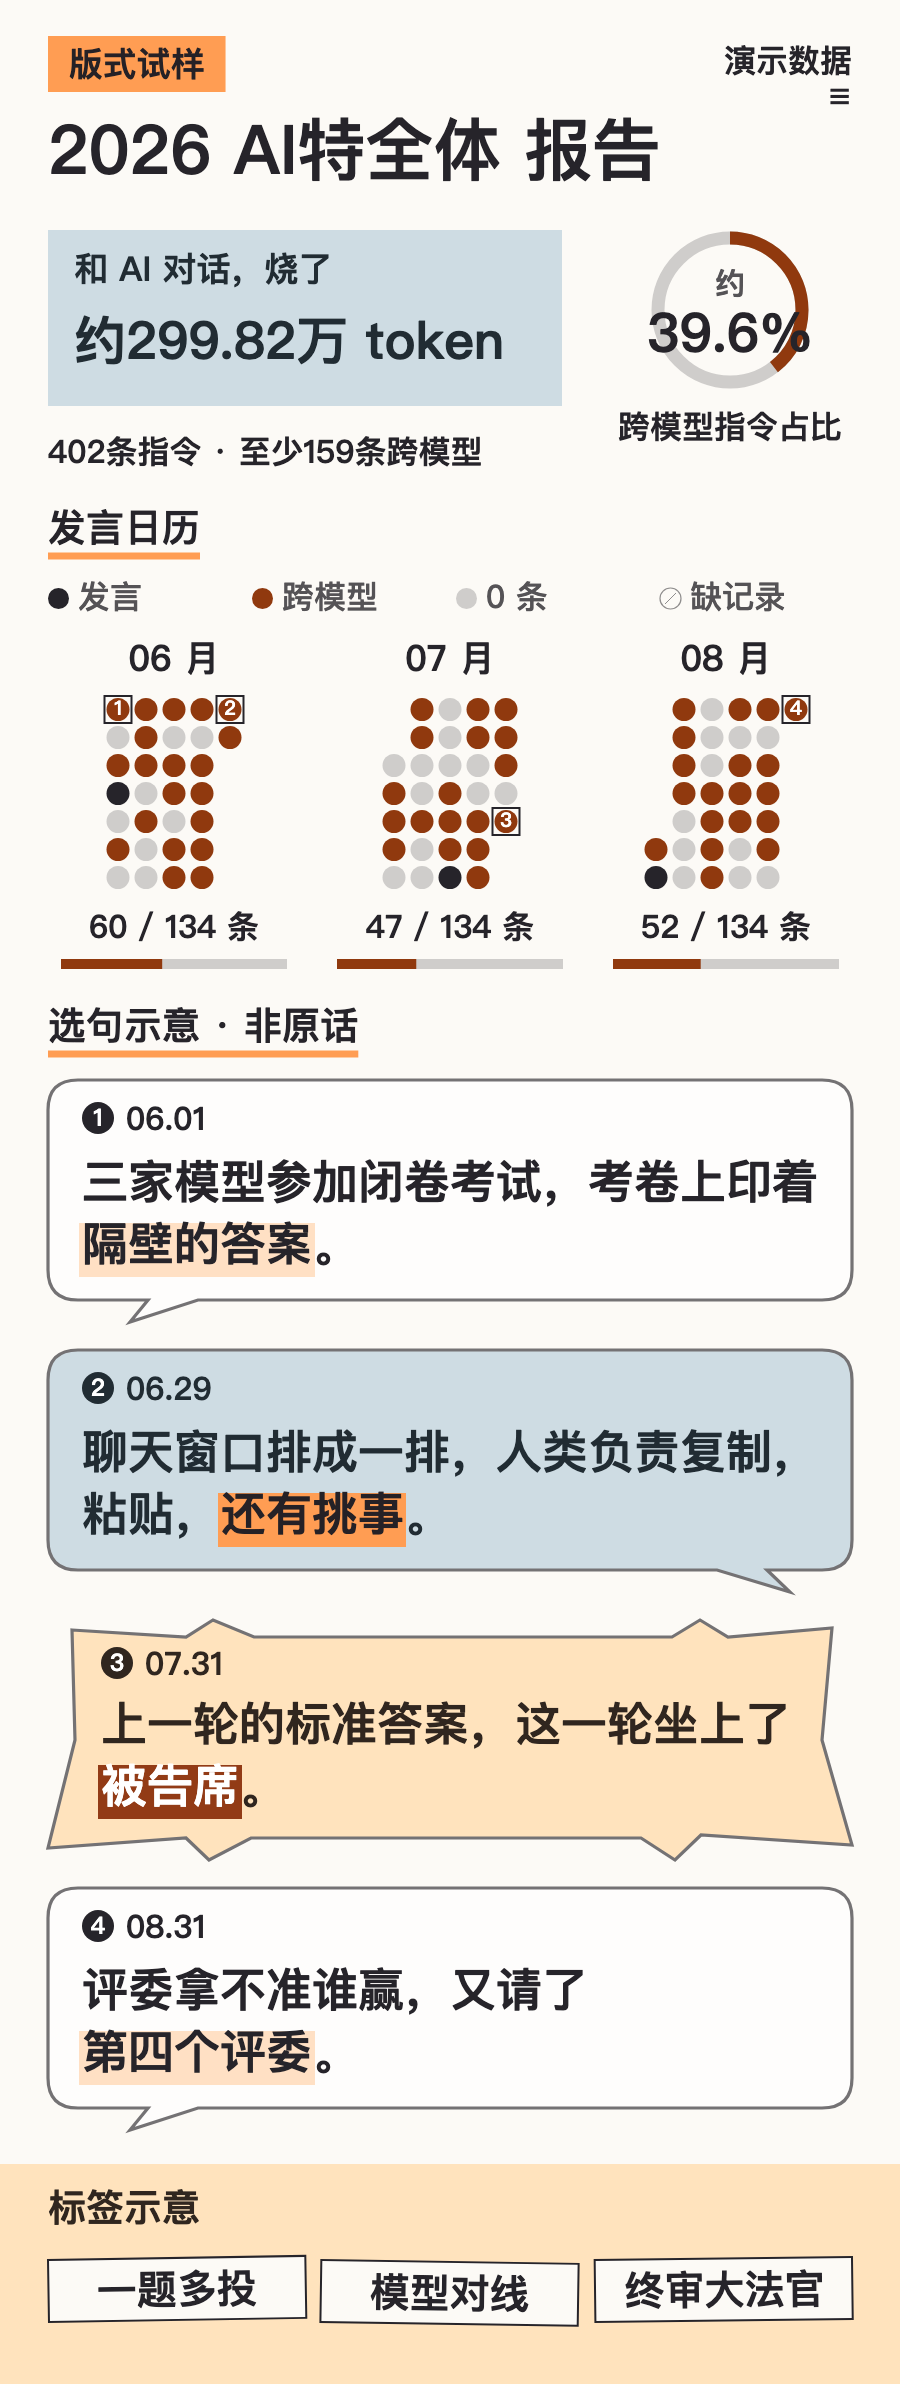 版式试样
演示数据
2026 AI特全体 报告
和 AI 对话，烧了
约299.82万 token
约
39.6%
跨模型指令占比
402条指令 · 至少159条跨模型
发言日历
发言 跨模型 0 条 缺记录
06 月 07 月 08 月
1 2 4
3
60 / 134 条 47 / 134 条 52 / 134 条
选句示意 · 非原话
1 06.01
三家模型参加闭卷考试，考卷上印着
隔壁的答案。
2 06.29
聊天窗口排成一排，人类负责复制，
粘贴，还有挑事。
3 07.31
上一轮的标准答案，这一轮坐上了
被告席。
4 08.31
评委拿不准谁赢，又请了
第四个评委。
标签示意
一题多投 模型对线 终审大法官